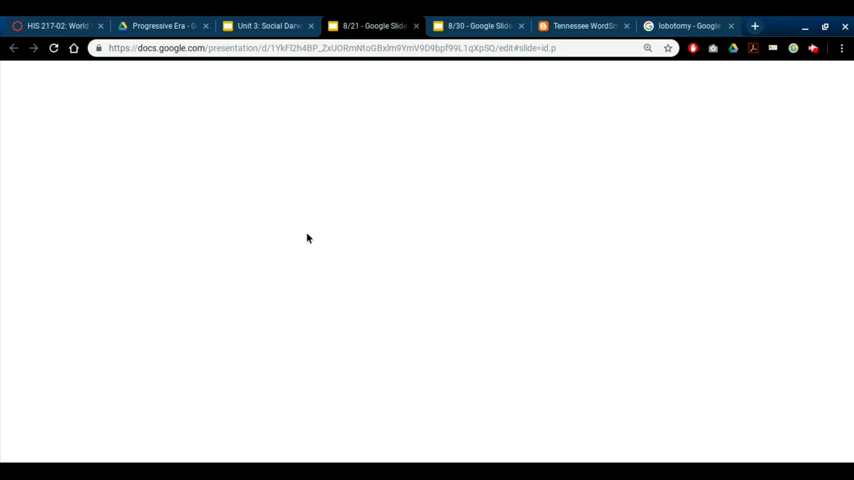 HIS 217-02: World
Progressive Era - G
Unit 3: Social Darw
8/21 - Google Slide
8/30 - Google Slide
Tennessee WordSm
lobotomy - Google
https://docs.google.com/presentation/d/1YkFl2h4BP_ZxUORmNtoGBxlm9YmV9D9bpf99L1qXpSQ/edit#slide=id.p